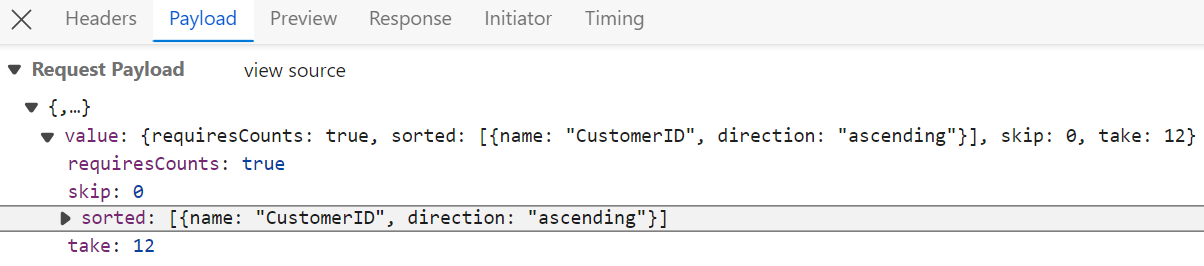 Headers Payload Preview Response Initiator Timing
Request Payload view source
{,…}
value: {requiresCounts: true, sorted: [{name: "CustomerID", direction: "ascending"}], skip: 0, take: 12}
requiresCounts: true
skip: 0
sorted: [{name: "CustomerID", direction: "ascending"}]
take: 12